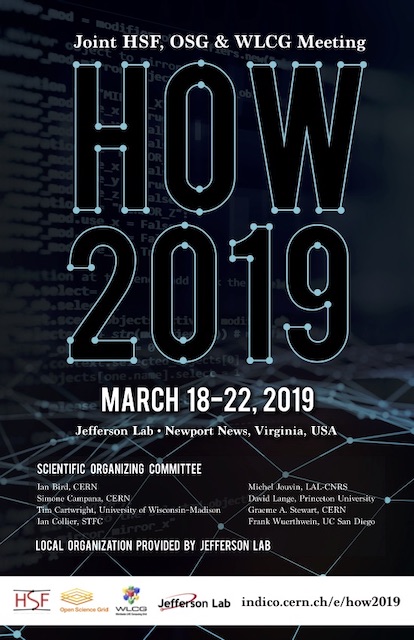 Joint HSF, OSG & WLCG Meeting
HOW
2019
MARCH 18–22, 2019
Jefferson Lab • Newport News, Virginia, USA
SCIENTIFIC ORGANIZING COMMITTEE
Ian Bird, CERN
Simone Campana, CERN
Tim Cartwright, University of Wisconsin–Madison
Ian Collier, STFC
Michel Jouvin, LAL-CNRS
David Lange, Princeton University
Graeme A. Stewart, CERN
Frank Wuerthwein, UC San Diego
LOCAL ORGANIZATION PROVIDED BY JEFFERSON LAB
HSF
Open Science Grid
WLCG
Jefferson Lab
indico.cern.ch/e/how2019